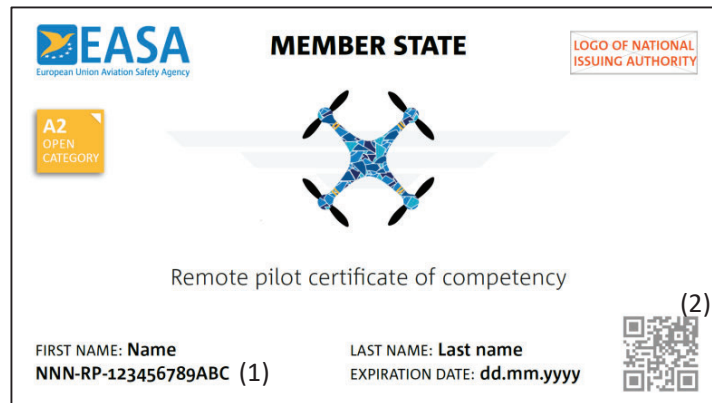 EASA
European Union Aviation Safety Agency
MEMBER STATE
LOGO OF NATIONAL
ISSUING AUTHORITY
A2
OPEN
CATEGORY
Remote pilot certificate of competency
(2)
FIRST NAME: Name
LAST NAME: Last name
NNN-RP-123456789ABC (1)
EXPIRATION DATE: dd.mm.yyyy